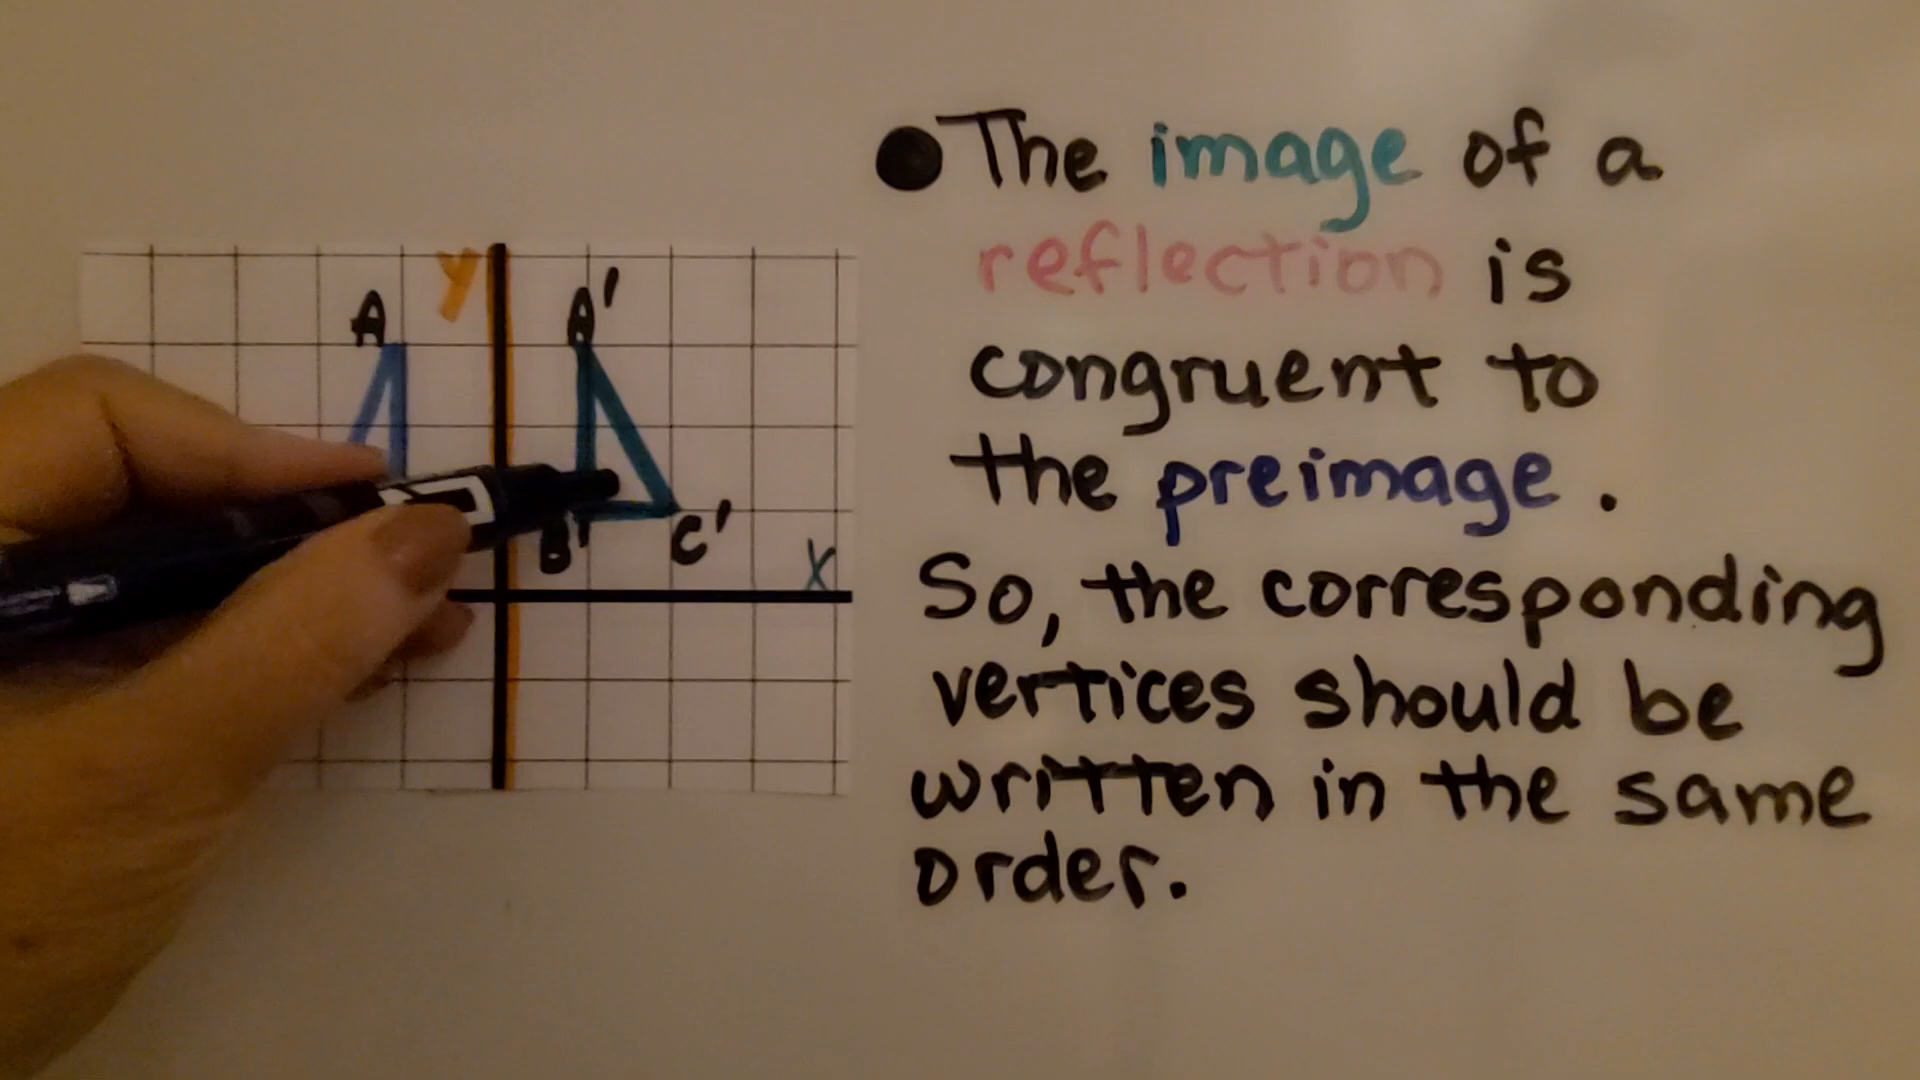 The image of a
reflection is
congruent to
the preimage.
So, the corresponding
vertices should be
written in the same
order.
A
y
A'
B'
C'
x